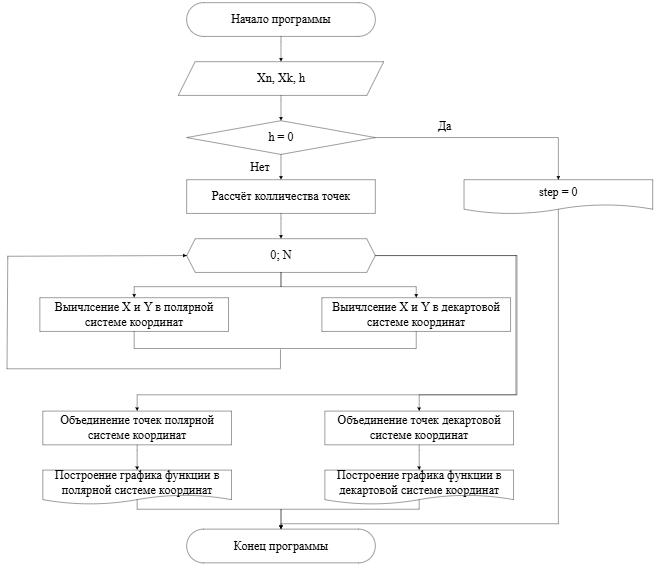 Начало программы
Xn, Xk, h
h = 0
Да
Нет
Рассчёт колличества точек
step = 0
0; N
Выичлсение X и Y в полярной
системе координат
Выичлсение X и Y в декартовой
системе координат
Объединение точек полярной
системе координат
Объединение точек декартовой
системе координат
Построение графика функции в
полярной системе координат
Построение графика функции в
декартовой системе координат
Конец программы